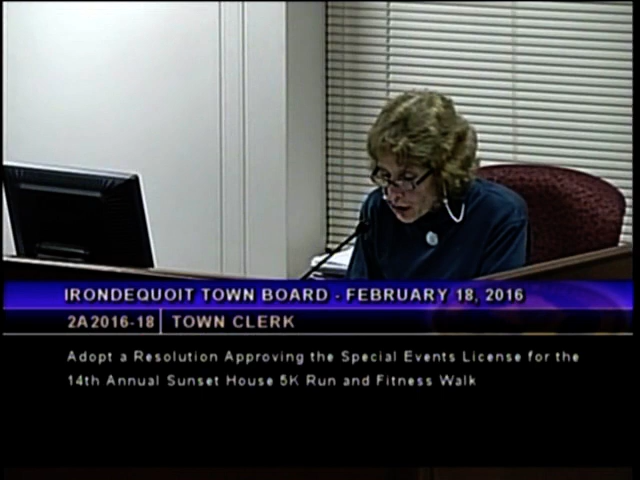 IRONDEQUOIT TOWN BOARD - FEBRUARY 18, 2016
2A2016-18 TOWN CLERK
Adopt a Resolution Approving the Special Events License for the
14th Annual Sunset House 5K Run and Fitness Walk